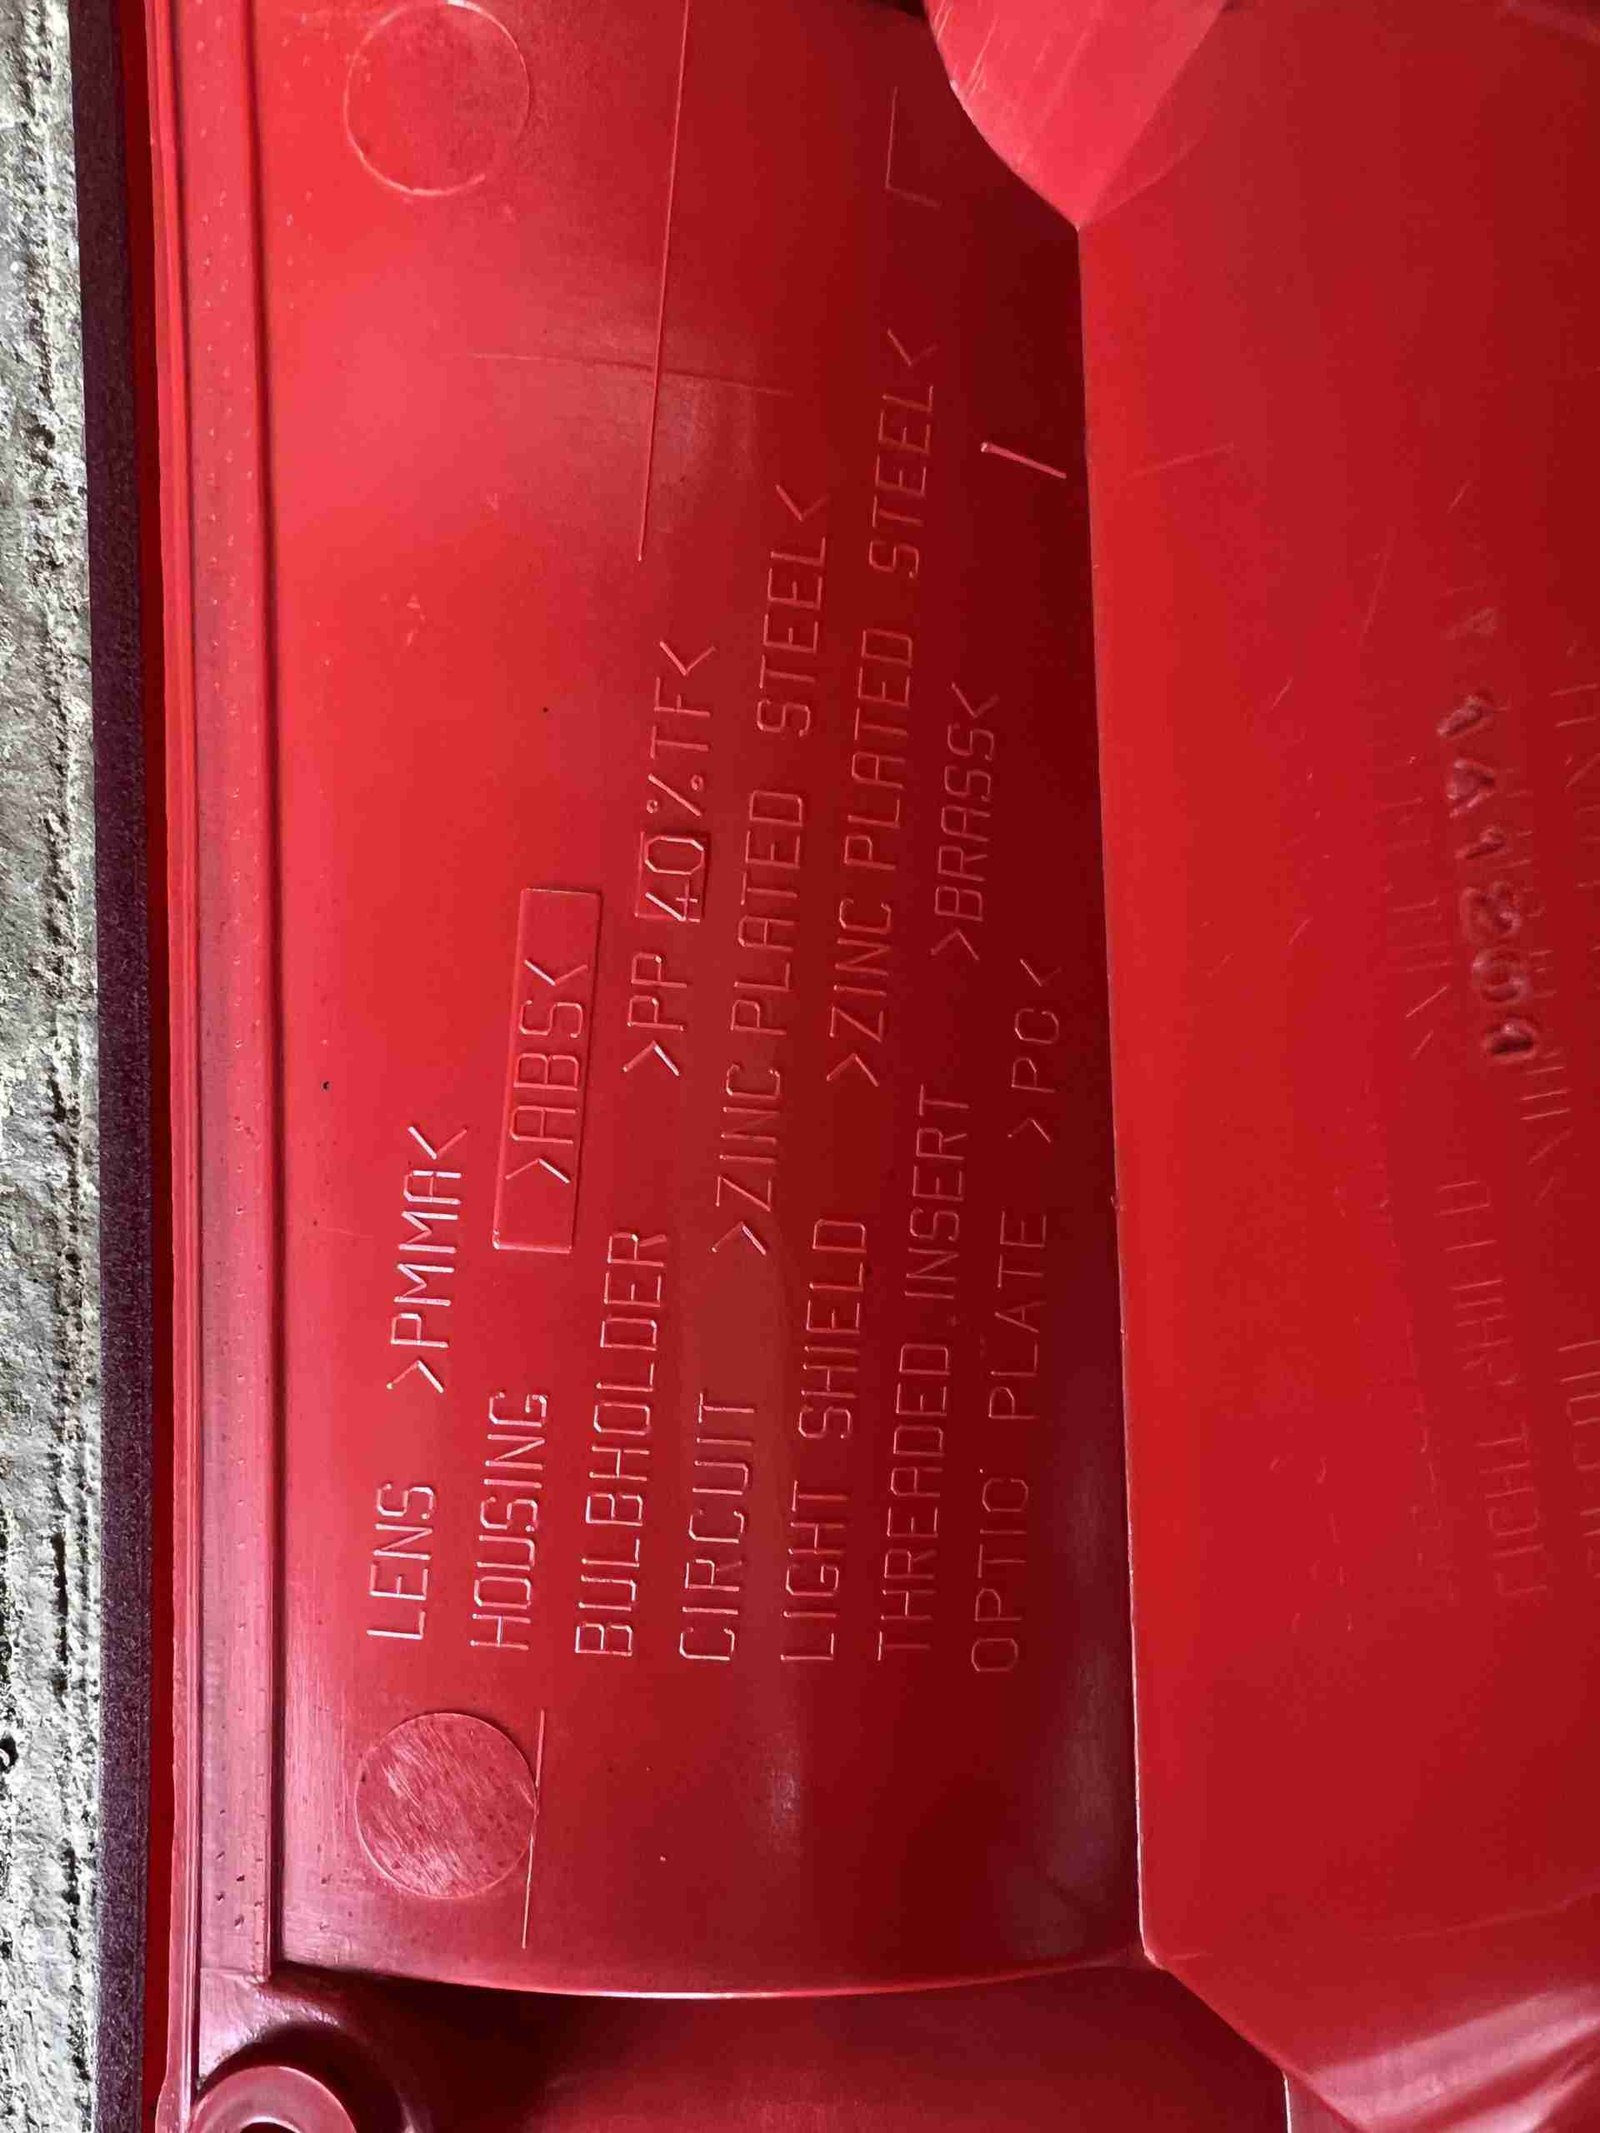 LENS >PMMA<
HOUSING >ABS<
BULBHOLDER >PP 40%TF<
CIRCUIT >ZINC PLATED STEEL<
LIGHT SHIELD >ZINC PLATED STEEL<
THREADED INSERT >BRASS<
OPTIC PLATE >PC<